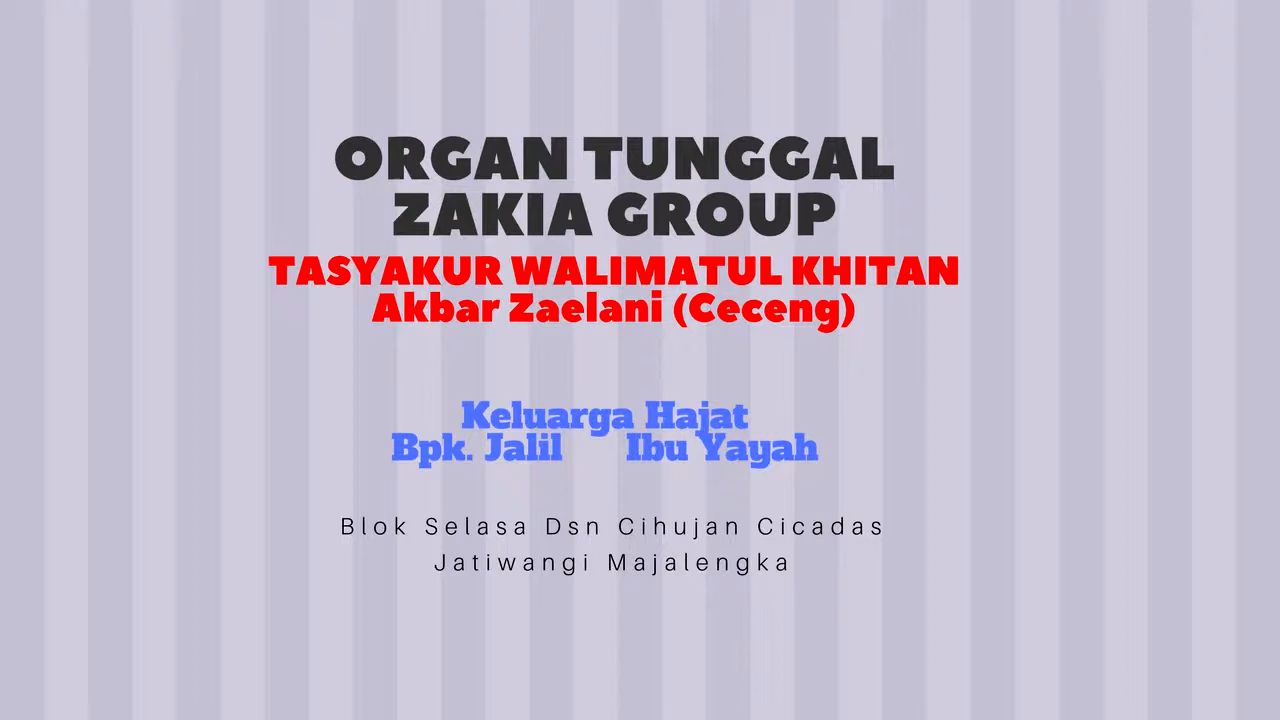 ORGAN TUNGGAL
ZAKIA GROUP
TASYAKUR WALIMATUL KHITAN
Akbar Zaelani (Ceceng)
Keluarga Hajat
Bpk. Jalil Ibu Yayah
Blok Selasa Dsn Cihujan Cicadas
Jatiwangi Majalengka